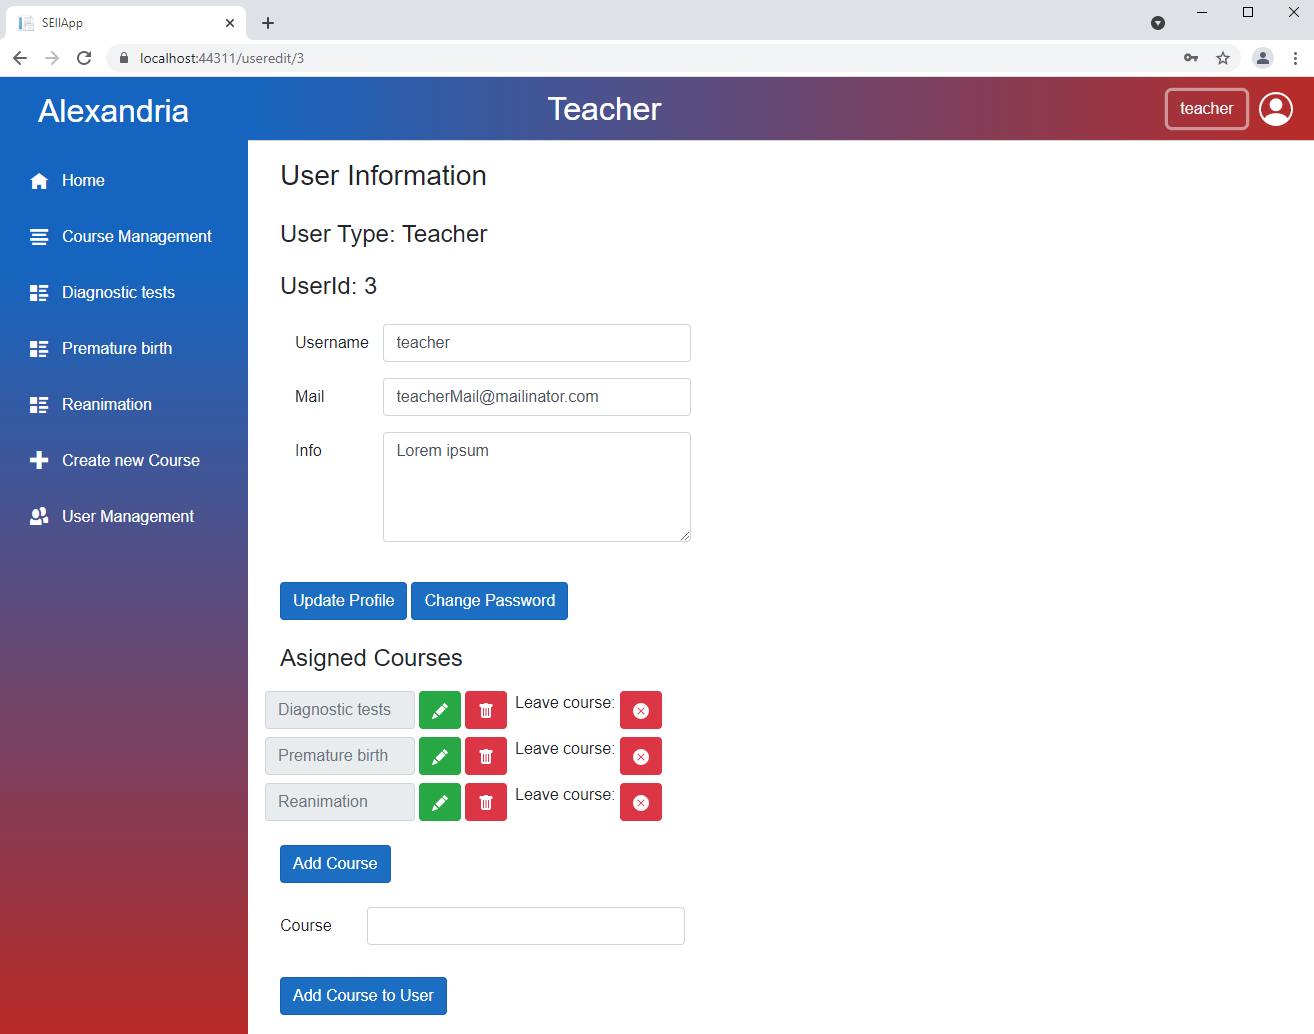 SEIIApp
localhost:44311/useredit/3
Alexandria
Teacher
teacher
Home
Course Management
Diagnostic tests
Premature birth
Reanimation
Create new Course
User Management
User Information
User Type: Teacher
UserId: 3
Username teacher
Mail teacherMail@mailinator.com
Info Lorem ipsum
Update Profile Change Password
Asigned Courses
Diagnostic tests Leave course:
Premature birth Leave course:
Reanimation Leave course:
Add Course
Course
Add Course to User